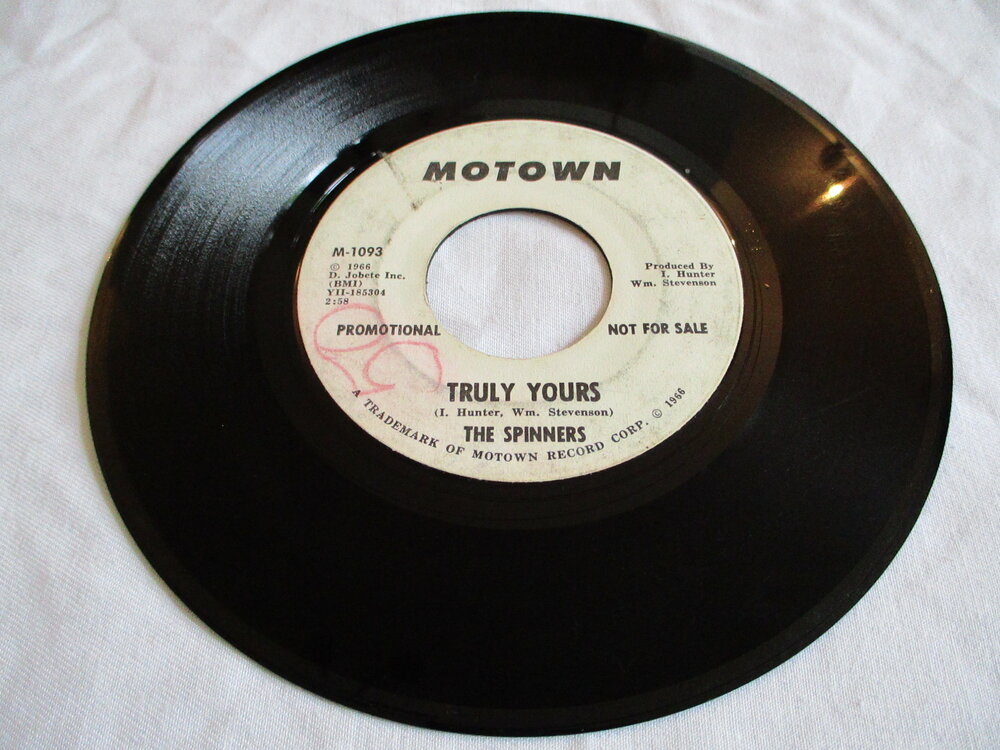 MOTOWN
M-1093
© 1966
D. Jobete Inc.
(BMI)
YII-185304
2:58
Produced By
I. Hunter
Wm. Stevenson
PROMOTIONAL
NOT FOR SALE
TRULY YOURS
(I. Hunter, Wm. Stevenson)
THE SPINNERS
A TRADEMARK OF MOTOWN RECORD CORP. © 1966